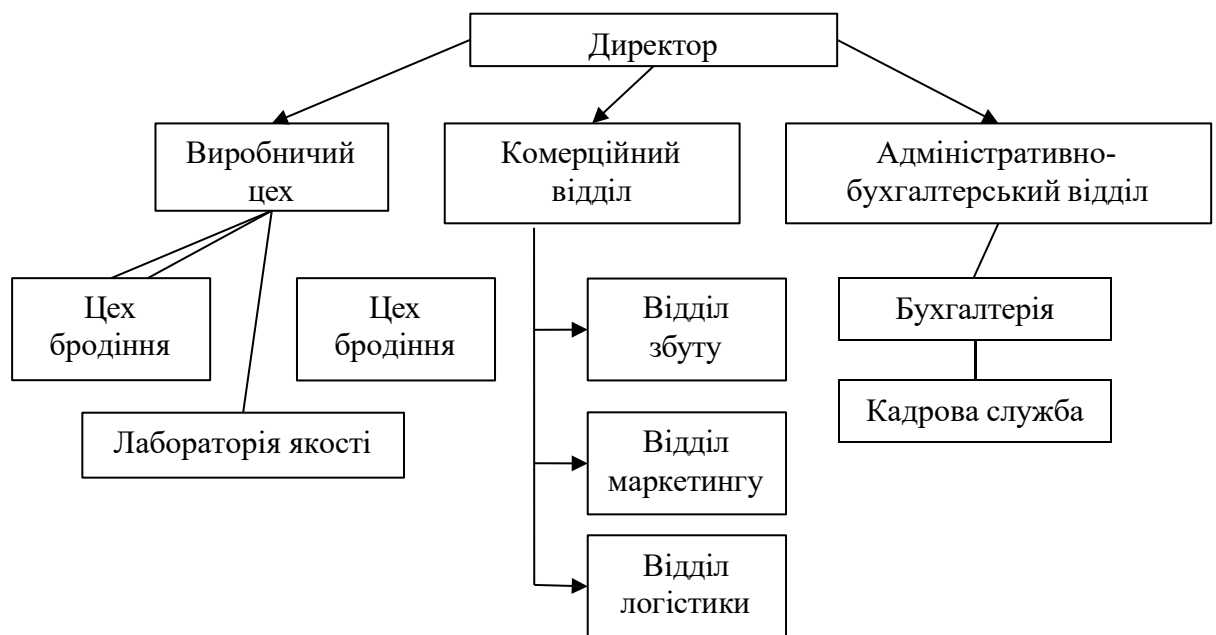 Директор
Виробничий
цех
Комерційний
відділ
Адміністративно-
бухгалтерський відділ
Цех
бродіння
Цех
бродіння
Лабораторія якості
Відділ
збуту
Відділ
маркетингу
Відділ
логістики
Бухгалтерія
Кадрова служба